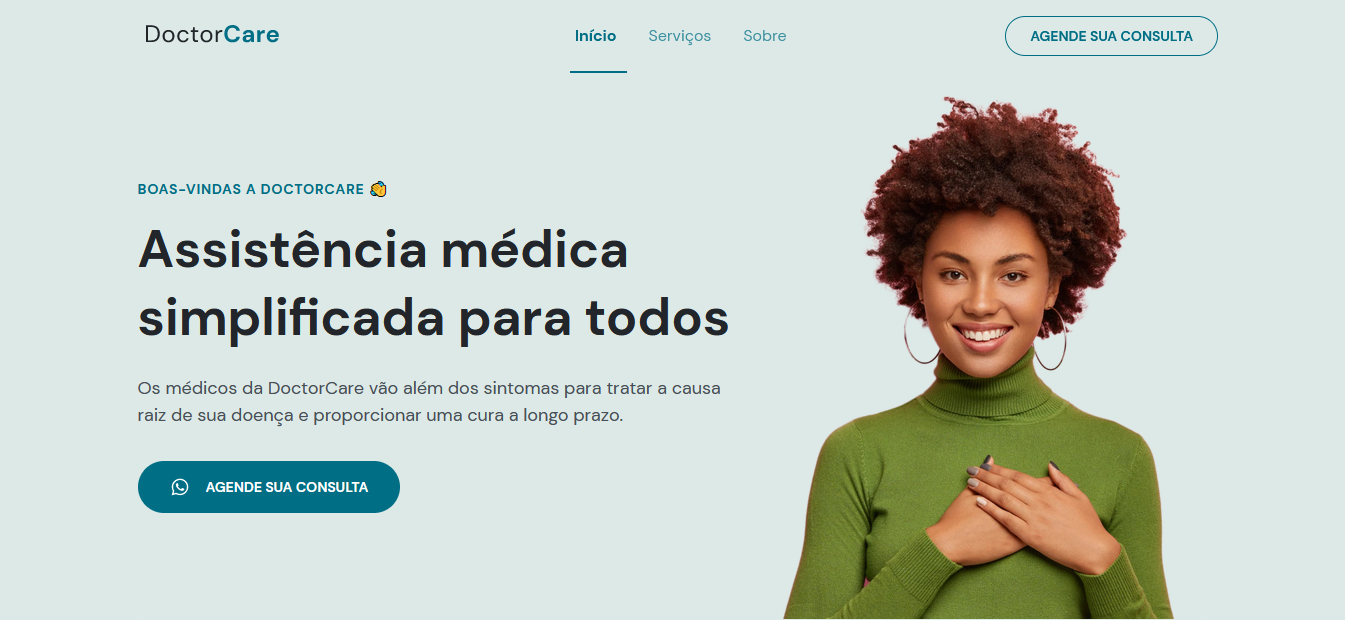 DoctorCare
Início
Serviços
Sobre
AGENDE SUA CONSULTA
BOAS-VINDAS A DOCTORCARE 👋
Assistência médica
simplificada para todos
Os médicos da DoctorCare vão além dos sintomas para tratar a causa
raiz de sua doença e proporcionar uma cura a longo prazo.
AGENDE SUA CONSULTA